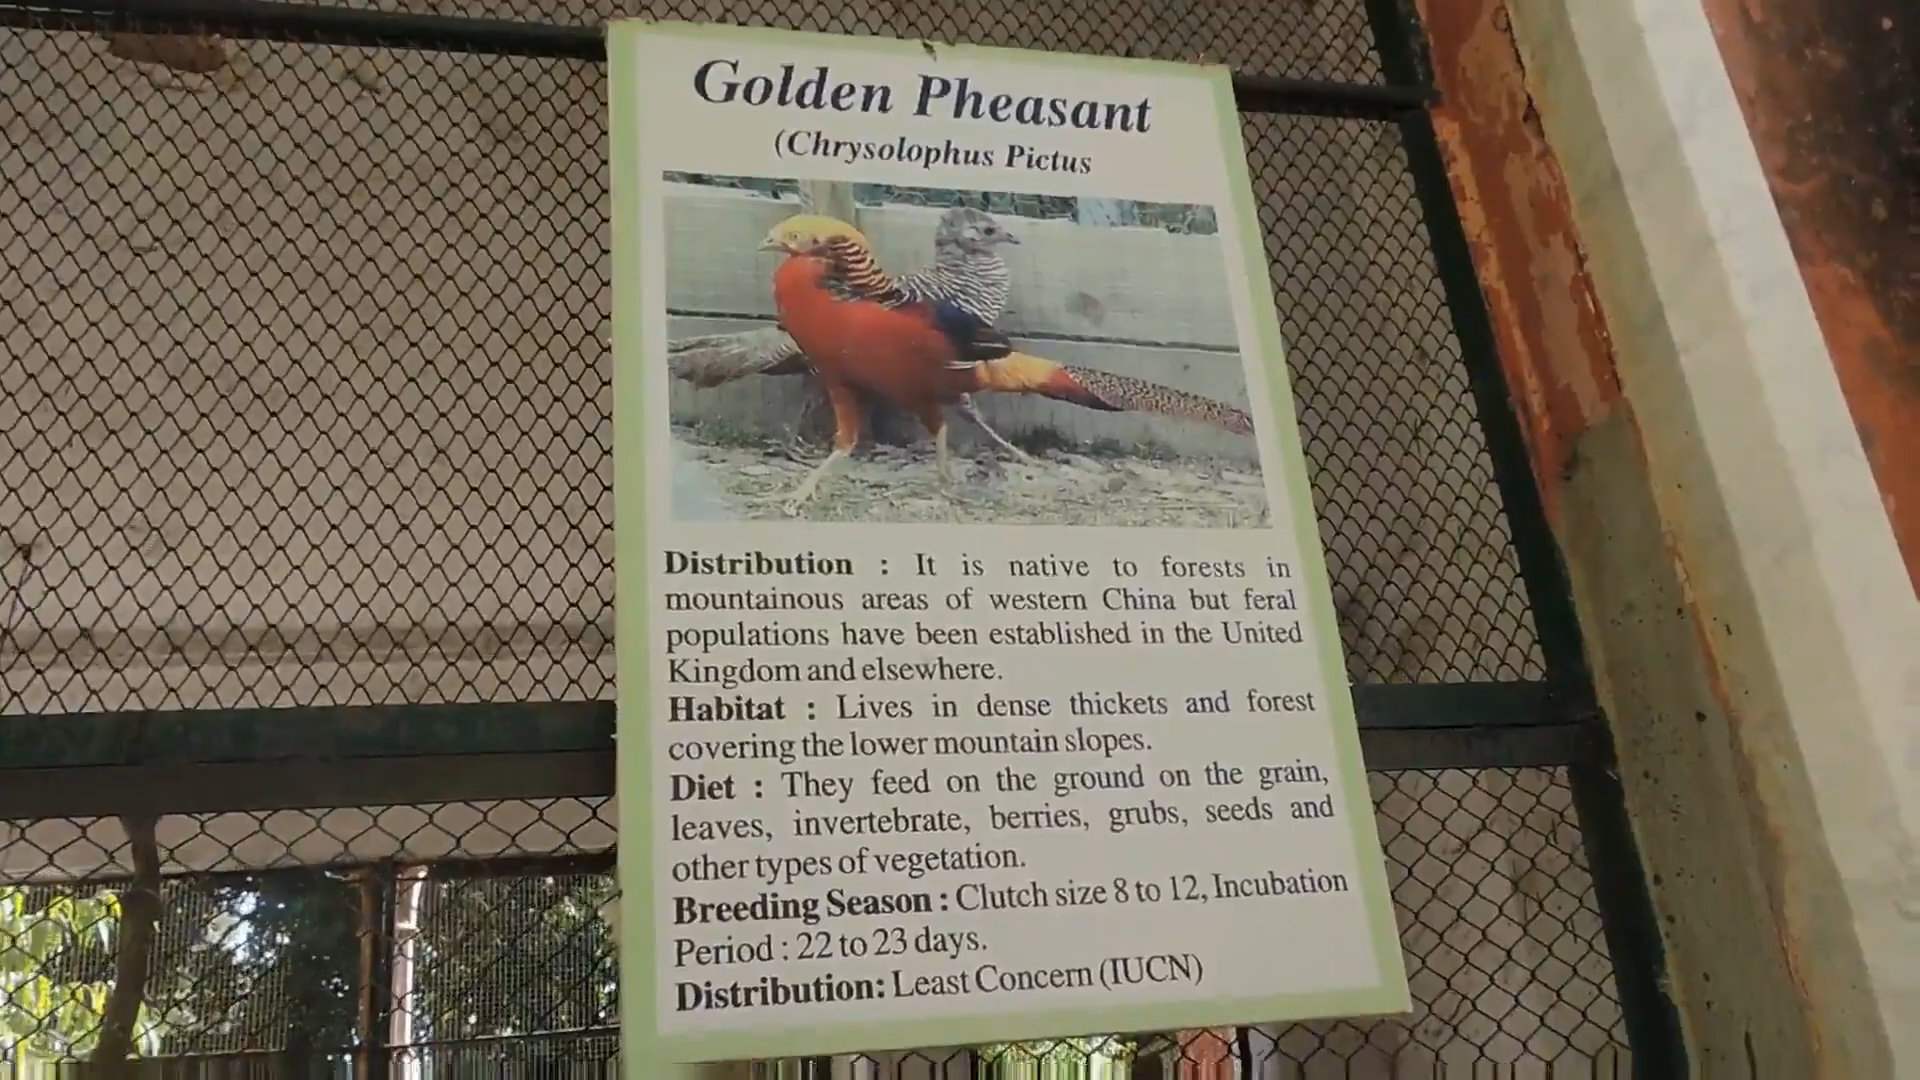 Golden Pheasant
(Chrysolophus Pictus
Distribution : It is native to forests in
mountainous areas of western China but feral
populations have been established in the United
Kingdom and elsewhere.
Habitat : Lives in dense thickets and forest
covering the lower mountain slopes.
Diet : They feed on the ground on the grain,
leaves, invertebrate, berries, grubs, seeds and
other types of vegetation.
Breeding Season : Clutch size 8 to 12, Incubation
Period : 22 to 23 days.
Distribution: Least Concern (IUCN)